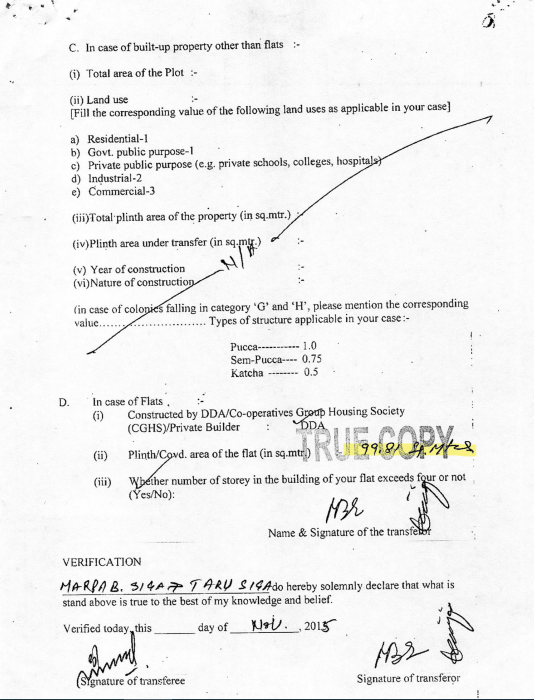 C. In case of built-up property other than flats :-
(i) Total area of the Plot :-
(ii) Land use :-
[Fill the corresponding value of the following land uses as applicable in your case]
a) Residential-1
b) Govt. public purpose-1
c) Private public purpose (e.g. private schools, colleges, hospitals)
d) Industrial-2
e) Commercial-3
(iii)Total plinth area of the property (in sq.mtr.) :-
(iv)Plinth area under transfer (in sq.mtr.) :-
N/A
(v) Year of construction :-
(vi)Nature of construction :-
(in case of colonies falling in category 'G' and 'H', please mention the corresponding
value............................ Types of structure applicable in your case:-
Pucca----------- 1.0
Sem-Pucca---- 0.75
Katcha -------- 0.5
D. In case of Flats :-
(i) Constructed by DDA/Co-operatives Group Housing Society
(CGHS)/Private Builder : DDA
TRUE COPY
(ii) Plinth/Covd. area of the flat (in sq.mtr.) 99.81 Sq. Mtrs
(iii) Whether number of storey in the building of your flat exceeds four or not
(Yes/No):
Name & Signature of the transferor
VERIFICATION
do hereby solemnly declare that what is
stand above is true to the best of my knowledge and belief.
Verified today, this ______ day of Nov. , 2015
Signature of transferee Signature of transferor